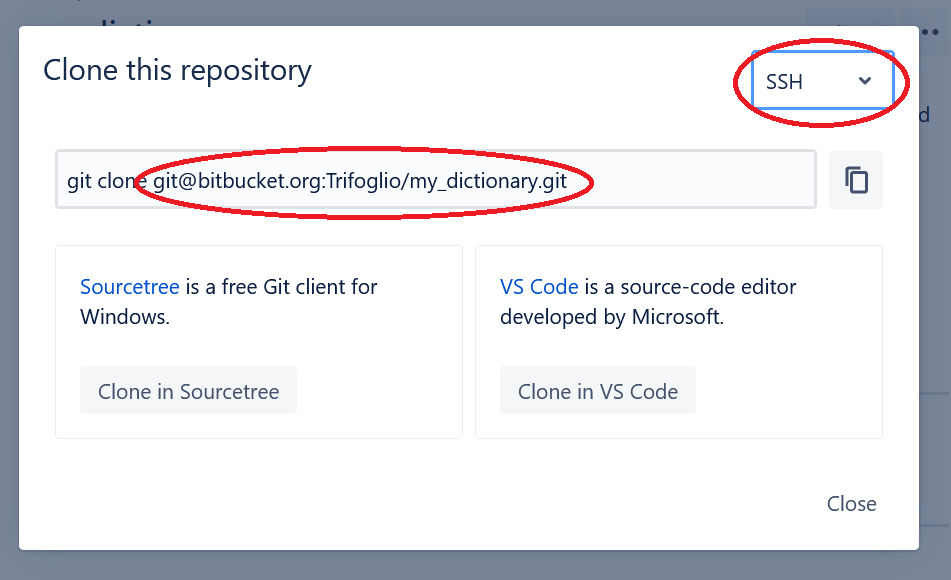 Clone this repository
SSH
git clone git@bitbucket.org:Trifoglio/my_dictionary.git
Sourcetree is a free Git client for
Windows.
Clone in Sourcetree
VS Code is a source-code editor
developed by Microsoft.
Clone in VS Code
Close